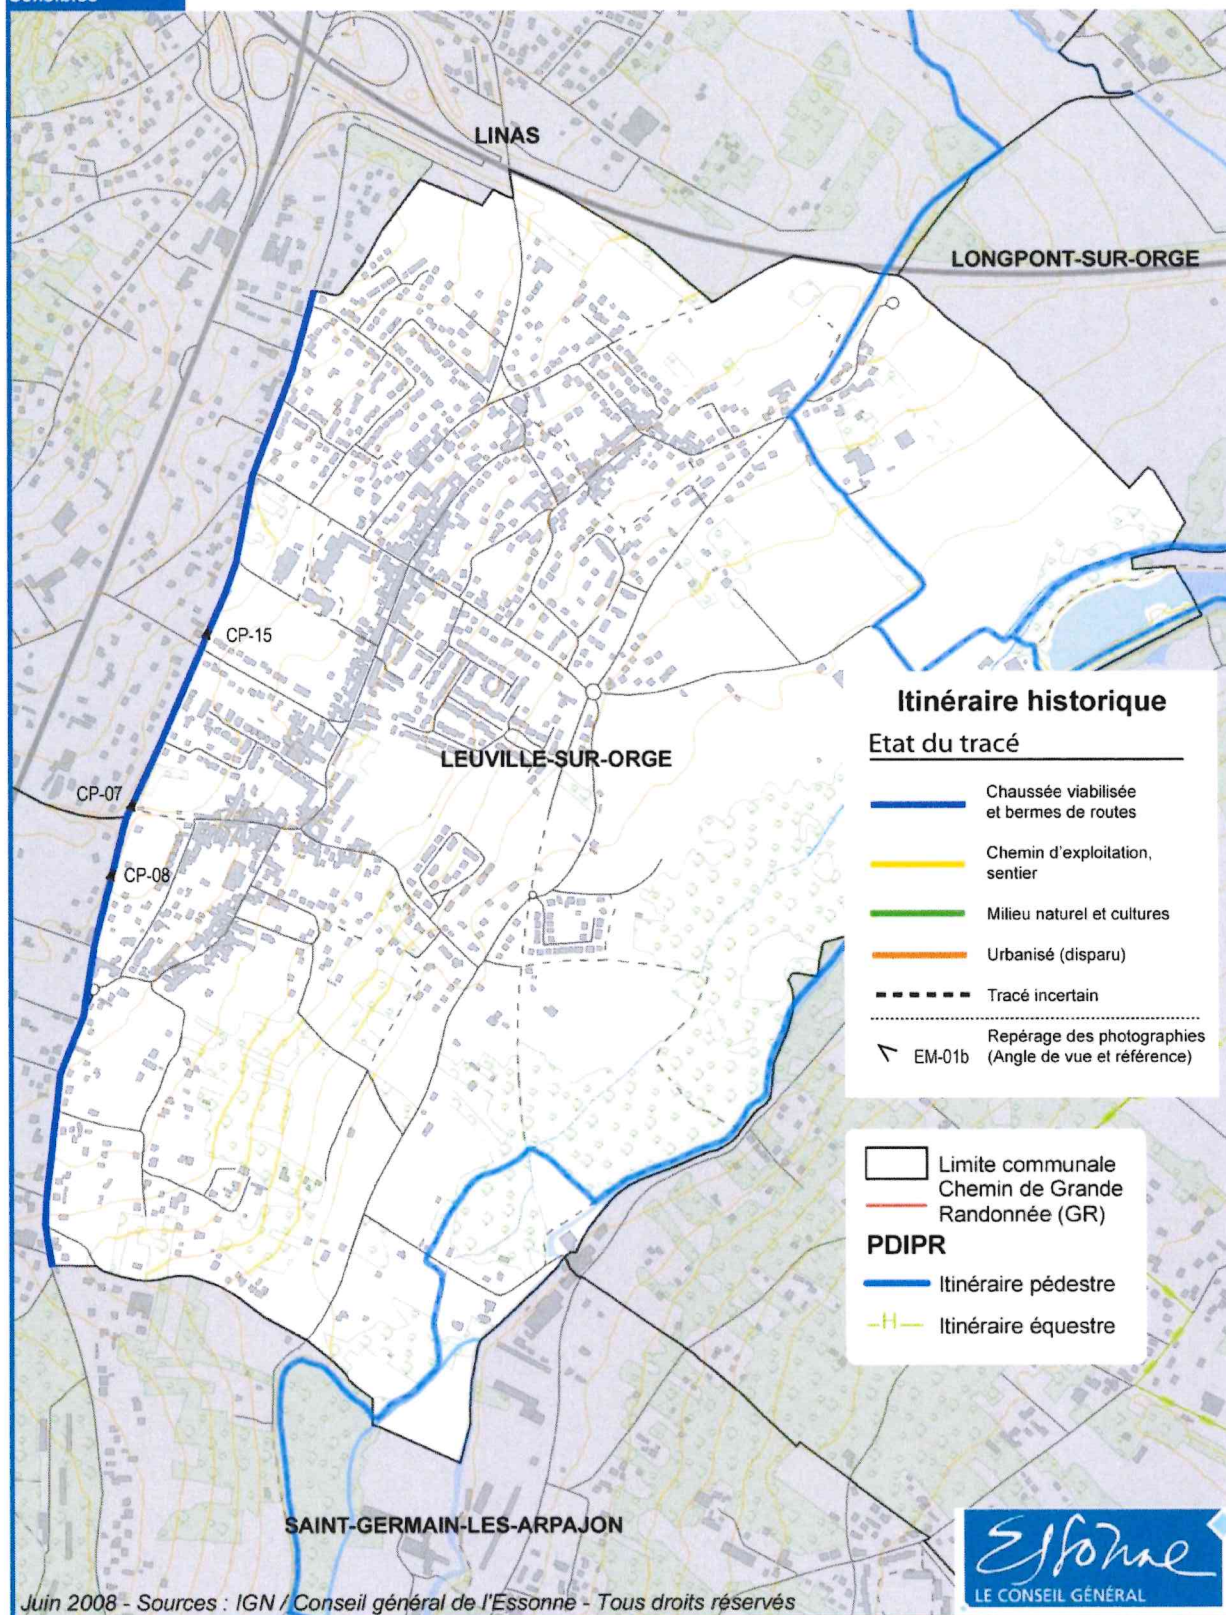 Sensibles
LINAS
LONGPONT-SUR-ORGE
CP-15
LEUVILLE-SUR-ORGE
CP-07
CP-08
Itinéraire historique
Etat du tracé
Chaussée viabilisée
et bermes de routes
Chemin d'exploitation,
sentier
Milieu naturel et cultures
Urbanisé (disparu)
Tracé incertain
EM-01b
Repérage des photographies
(Angle de vue et référence)
Limite communale
Chemin de Grande
Randonnée (GR)
PDIPR
Itinéraire pédestre
H
Itinéraire équestre
SAINT-GERMAIN-LES-ARPAJON
Essonne
LE CONSEIL GÉNÉRAL
Juin 2008 - Sources : IGN / Conseil général de l'Essonne - Tous droits réservés